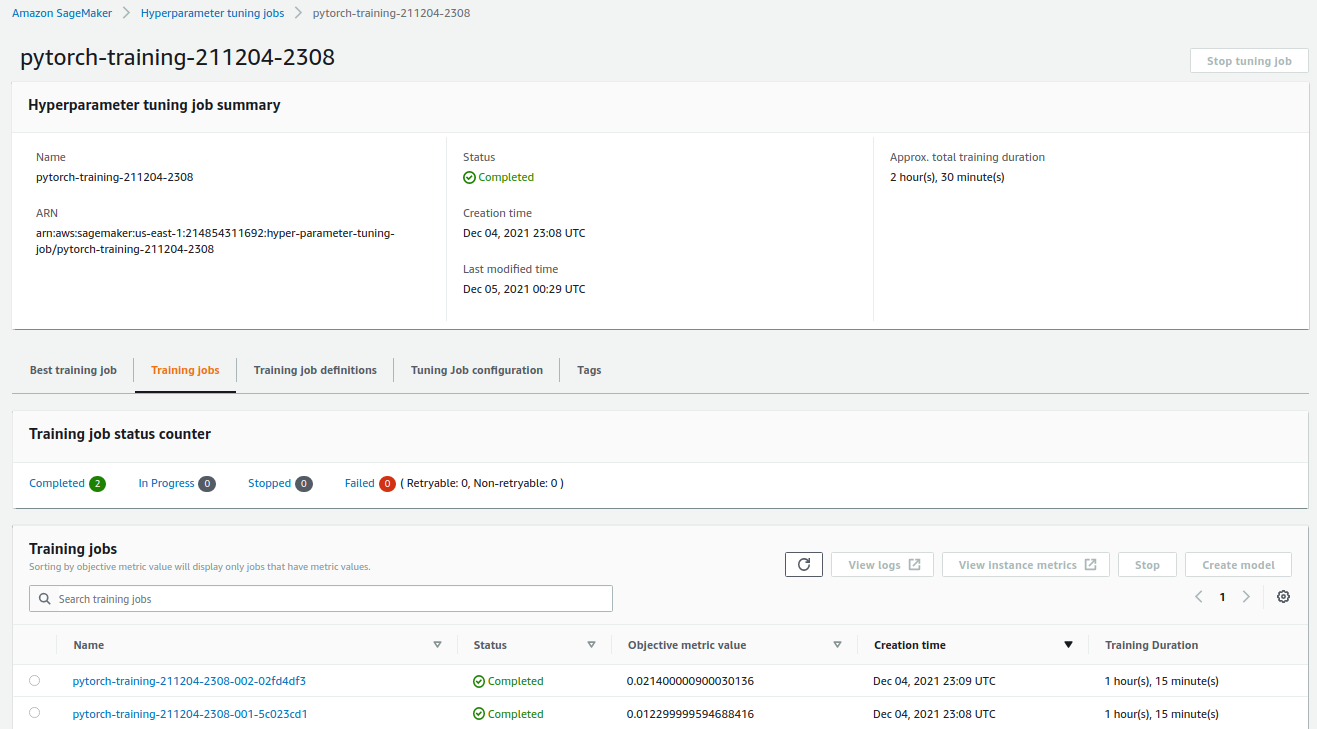 Amazon SageMaker > Hyperparameter tuning jobs > pytorch-training-211204-2308
pytorch-training-211204-2308
Stop tuning job
Hyperparameter tuning job summary
Name
pytorch-training-211204-2308
ARN
arn:aws:sagemaker:us-east-1:214854311692:hyper-parameter-tuning-
job/pytorch-training-211204-2308
Status
Completed
Creation time
Dec 04, 2021 23:08 UTC
Last modified time
Dec 05, 2021 00:29 UTC
Approx. total training duration
2 hour(s), 30 minute(s)
Best training job Training jobs Training job definitions Tuning Job configuration Tags
Training job status counter
Completed 2 In Progress 0 Stopped 0 Failed 0 ( Retryable: 0, Non-retryable: 0 )
Training jobs
Sorting by objective metric value will display only jobs that have metric values.
View logs View instance metrics Stop Create model
Search training jobs
1
Name Status Objective metric value Creation time Training Duration
pytorch-training-211204-2308-002-02fd4df3 Completed 0.021400000900030136 Dec 04, 2021 23:09 UTC 1 hour(s), 15 minute(s)
pytorch-training-211204-2308-001-5c023cd1 Completed 0.012299999594688416 Dec 04, 2021 23:08 UTC 1 hour(s), 15 minute(s)